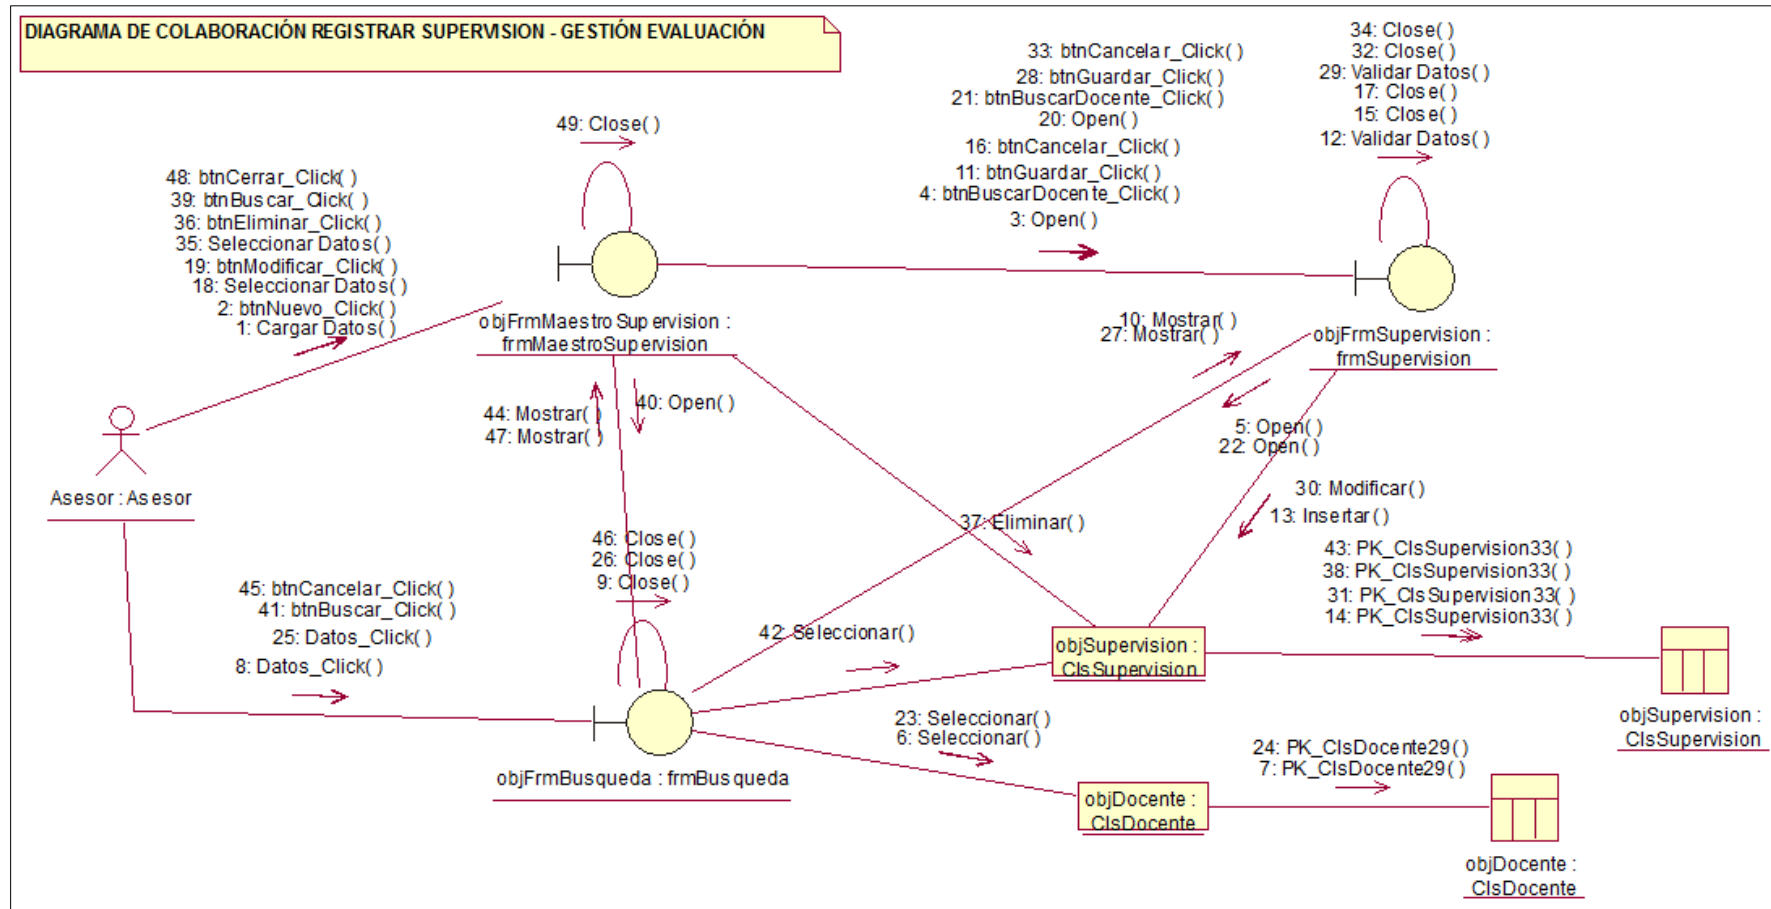 DIAGRAMA DE COLABORACIÓN REGISTRAR SUPERVISION - GESTIÓN EVALUACIÓN
34: Close( )
32: Close( )
29: Validar Datos( )
17: Close( )
15: Close( )
12: Validar Datos( )
33: btnCancelar_Click( )
28: btnGuardar_Click( )
21: btnBuscarDocente_Click( )
20: Open( )
16: btnCancelar_Click( )
11: btnGuardar_Click( )
4: btnBuscarDocente_Click( )
3: Open( )
49: Close( )
48: btnCerrar_Click( )
39: btnBuscar_Click( )
36: btnEliminar_Click( )
35: Seleccionar Datos( )
19: btnModificar_Click( )
18: Seleccionar Datos( )
2: btnNuevo_Click( )
1: Cargar Datos( )
objFrmMaestroSupervision :
frmMaestroSupervision
10: Mostrar( )
27: Mostrar( )
objFrmSupervision :
frmSupervision
44: Mostrar( )
47: Mostrar( )
40: Open( )
5: Open( )
22: Open( )
Asesor : Asesor
30: Modificar( )
13: Insertar( )
37: Eliminar( )
46: Close( )
26: Close( )
9: Close( )
43: PK_ClsSupervision33( )
38: PK_ClsSupervision33( )
31: PK_ClsSupervision33( )
14: PK_ClsSupervision33( )
45: btnCancelar_Click( )
41: btnBuscar_Click( )
25: Datos_Click( )
8: Datos_Click( )
42: Seleccionar( )
objSupervision :
ClsSupervision
objSupervision :
ClsSupervision
23: Seleccionar( )
6: Seleccionar( )
24: PK_ClsDocente29( )
7: PK_ClsDocente29( )
objFrmBusqueda : frmBusqueda
objDocente :
ClsDocente
objDocente :
ClsDocente